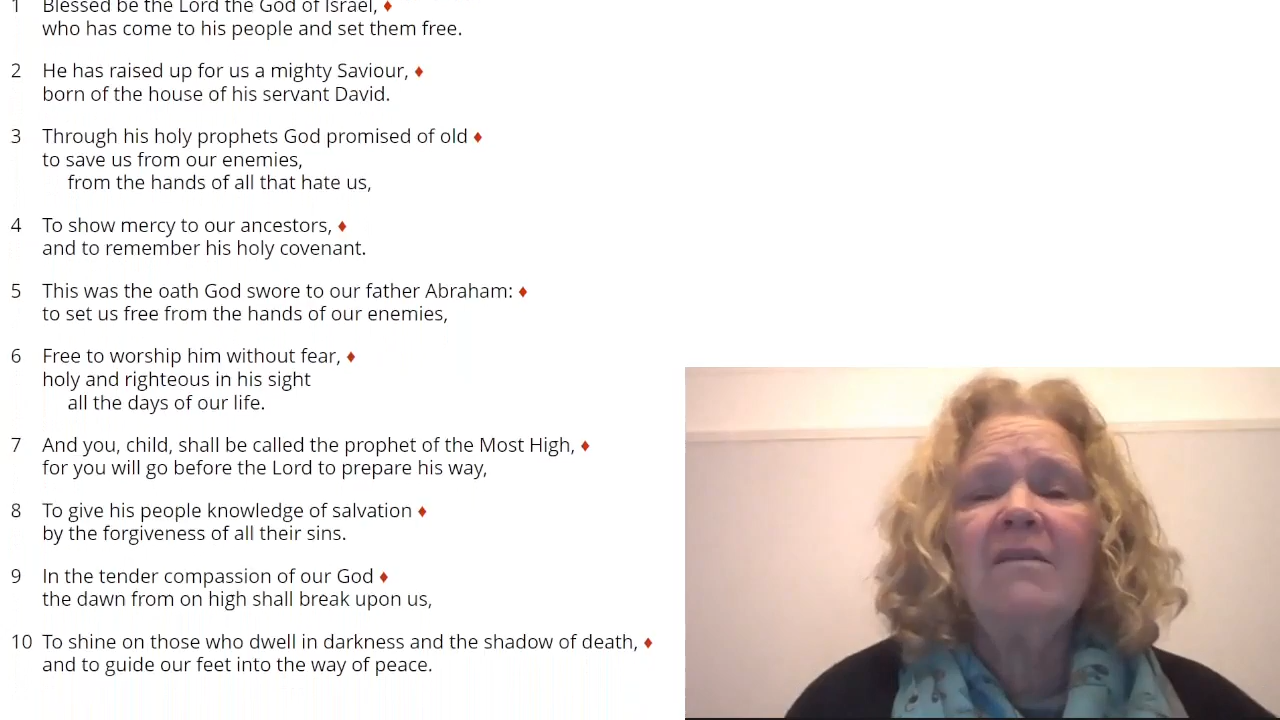 1 Blessed be the Lord the God of Israel, ♦
who has come to his people and set them free.
2 He has raised up for us a mighty Saviour, ♦
born of the house of his servant David.
3 Through his holy prophets God promised of old ♦
to save us from our enemies,
from the hands of all that hate us,
4 To show mercy to our ancestors, ♦
and to remember his holy covenant.
5 This was the oath God swore to our father Abraham: ♦
to set us free from the hands of our enemies,
6 Free to worship him without fear, ♦
holy and righteous in his sight
all the days of our life.
7 And you, child, shall be called the prophet of the Most High, ♦
for you will go before the Lord to prepare his way,
8 To give his people knowledge of salvation ♦
by the forgiveness of all their sins.
9 In the tender compassion of our God ♦
the dawn from on high shall break upon us,
10 To shine on those who dwell in darkness and the shadow of death, ♦
and to guide our feet into the way of peace.